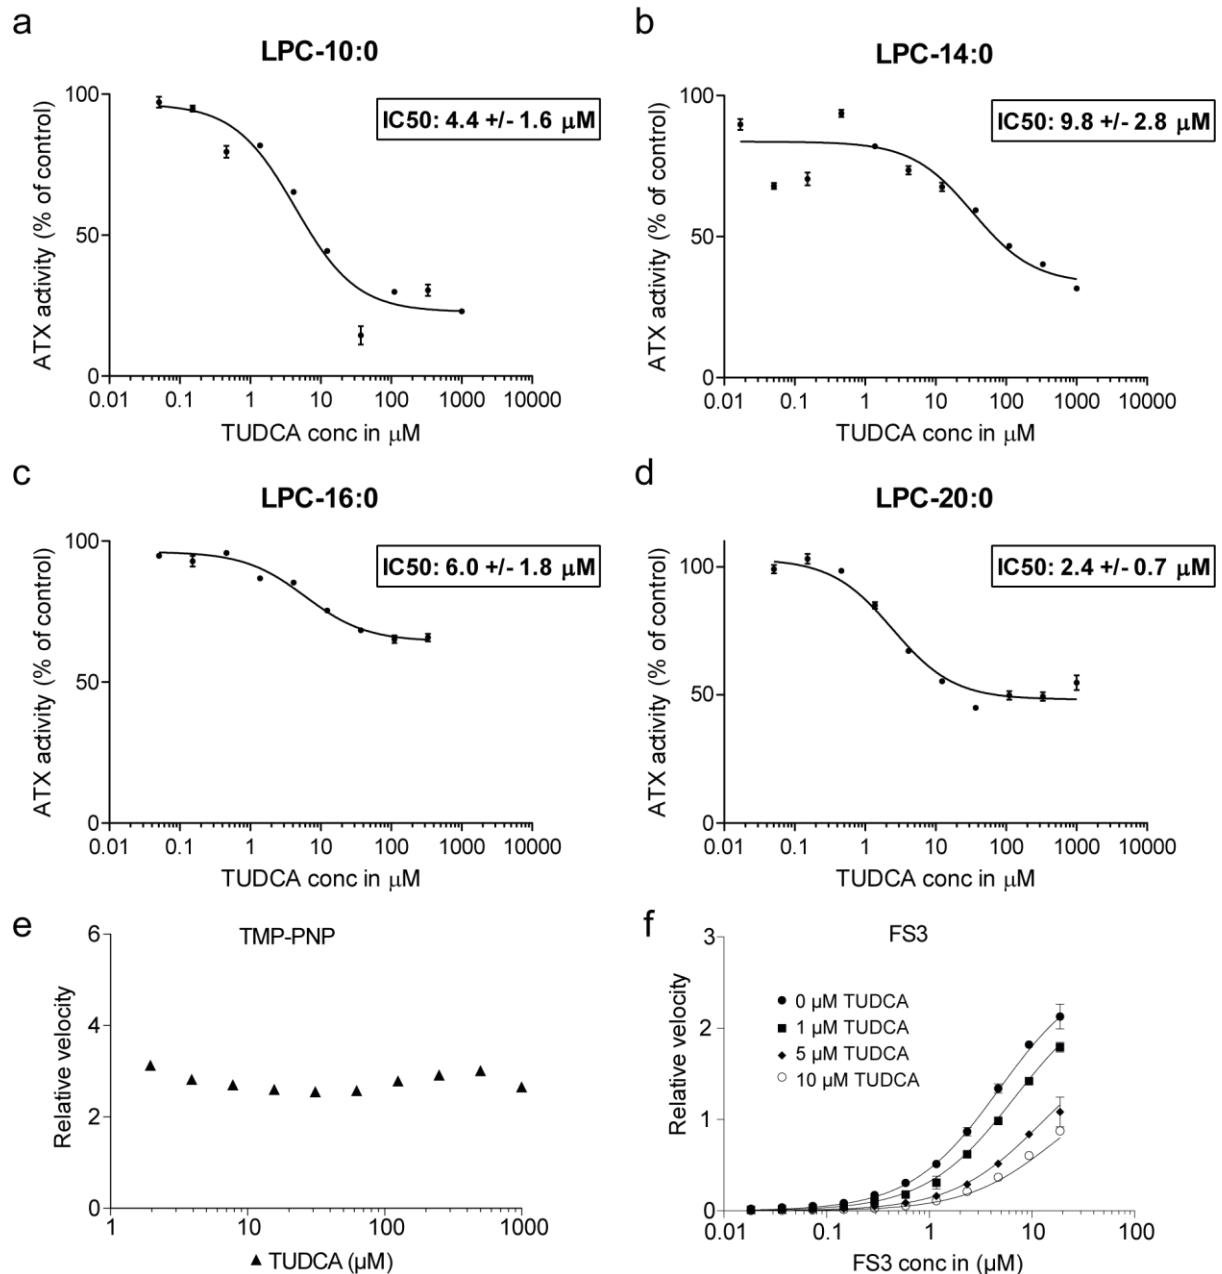 a
LPC-10:0
100
50
0
ATX activity (% of control)
IC50: 4.4 +/- 1.6 μM
0.01 0.1 1 10 100 1000 10000
TUDCA conc in μM
b
LPC-14:0
100
50
0
ATX activity (% of control)
IC50: 9.8 +/- 2.8 μM
0.01 0.1 1 10 100 1000 10000
TUDCA conc in μM
c
LPC-16:0
100
50
0
ATX activity (% of control)
IC50: 6.0 +/- 1.8 μM
0.01 0.1 1 10 100 1000 10000
TUDCA conc in μM
d
LPC-20:0
100
50
0
ATX activity (% of control)
IC50: 2.4 +/- 0.7 μM
0.01 0.1 1 10 100 1000 10000
TUDCA conc in μM
e
TMP-PNP
6
4
2
0
Relative velocity
1 10 100 1000
▲ TUDCA (μM)
f
FS3
3
2
1
0
Relative velocity
0 μM TUDCA
1 μM TUDCA
5 μM TUDCA
10 μM TUDCA
0.01 0.1 1 10 100
FS3 conc in (μM)